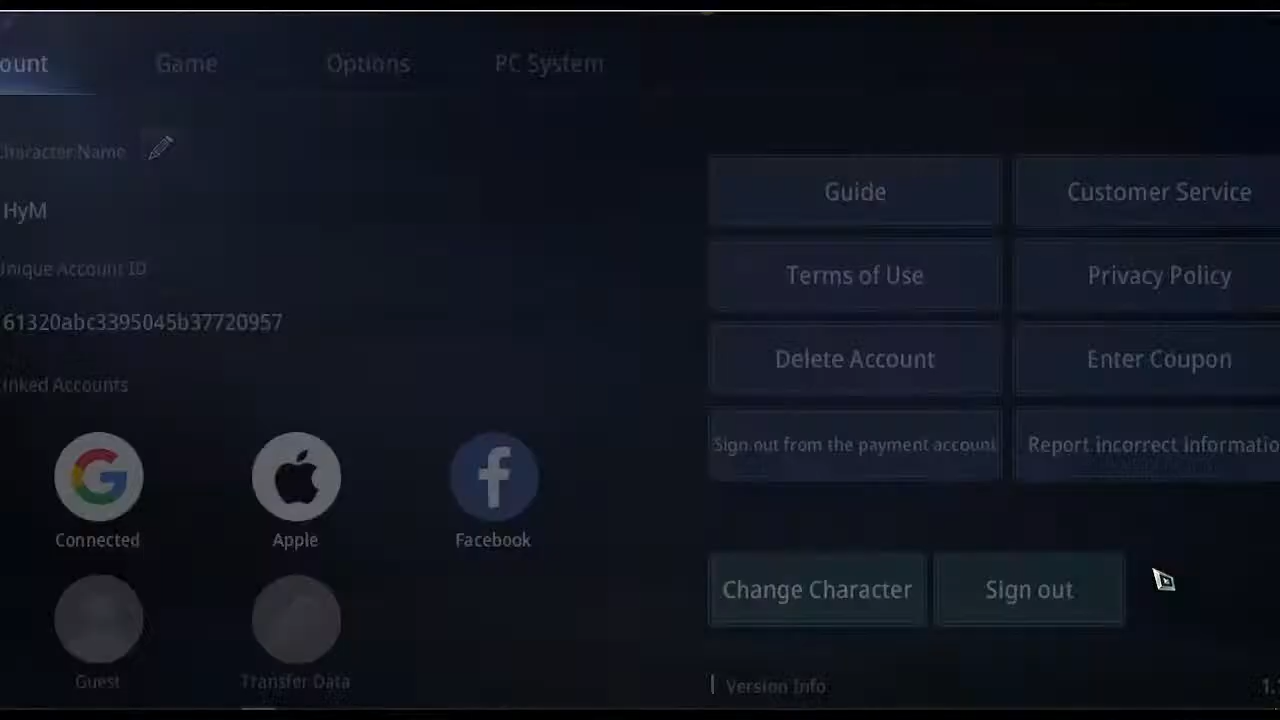 ount Game Options PC System
Character Name
HyM
Unique Account ID
61320abc3395045b37720957
inked Accounts
Connected Apple Facebook
Guest Transfer Data
Guide Customer Service
Terms of Use Privacy Policy
Delete Account Enter Coupon
Sign out from the payment account Report incorrect informatio
Change Character Sign out
Version Info 1.